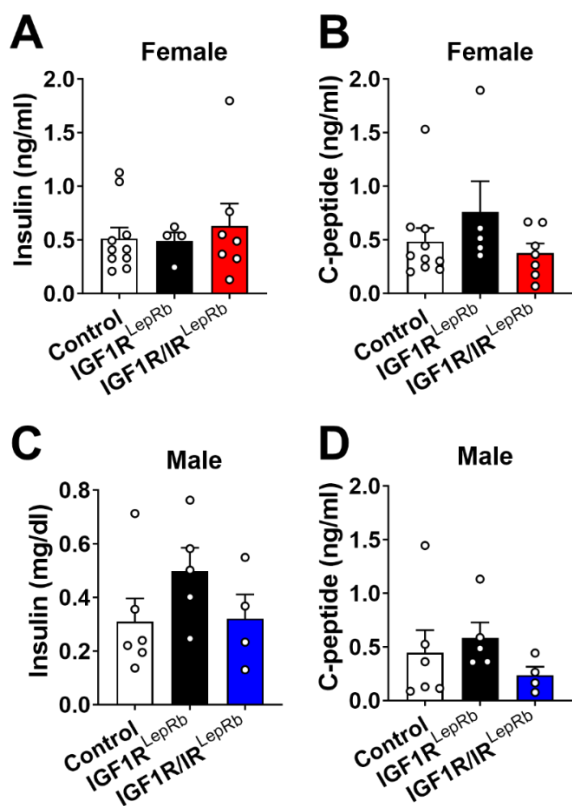 A
Female
Insulin (ng/ml)
2.0
1.5
1.0
0.5
0.0
Control
IGF1R^LepRb
IGF1R/IR^LepRb
B
Female
C-peptide (ng/ml)
2.0
1.5
1.0
0.5
0.0
Control
IGF1R^LepRb
IGF1R/IR^LepRb
C
Male
Insulin (mg/dl)
0.8
0.6
0.4
0.2
0.0
Control
IGF1R^LepRb
IGF1R/IR^LepRb
D
Male
C-peptide (ng/ml)
2.0
1.5
1.0
0.5
0.0
Control
IGF1R^LepRb
IGF1R/IR^LepRb